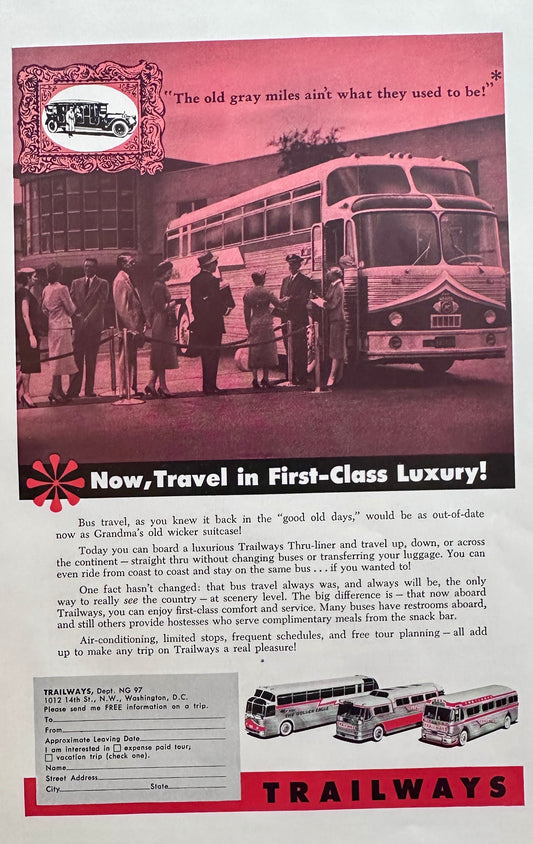 "The old gray miles ain't what they used to be!"*
* Now, Travel in First-Class Luxury!
Bus travel, as you knew it back in the "good old days," would be as out-of-date
now as Grandma's old wicker suitcase!
Today you can board a luxurious Trailways Thru-liner and travel up, down, or across
the continent — straight thru without changing buses or transferring your luggage. You can
even ride from coast to coast and stay on the same bus . . . if you wanted to!
One fact hasn't changed: that bus travel always was, and always will be, the only
way to really see the country — at scenery level. The big difference is — that now aboard
Trailways, you can enjoy first-class comfort and service. Many buses have restrooms aboard,
and still others provide hostesses who serve complimentary meals from the snack bar.
Air-conditioning, limited stops, frequent schedules, and free tour planning — all add
up to make any trip on Trailways a real pleasure!
TRAILWAYS, Dept. NG 97
1012 14th St., N.W., Washington, D.C.
Please send me FREE information on a trip.
To
From
Approximate Leaving Date
I am interested in □ expense paid tour;
□ vacation trip (check one).
Name
Street Address
City State
THE GOLDEN EAGLE
TRAILWAYS